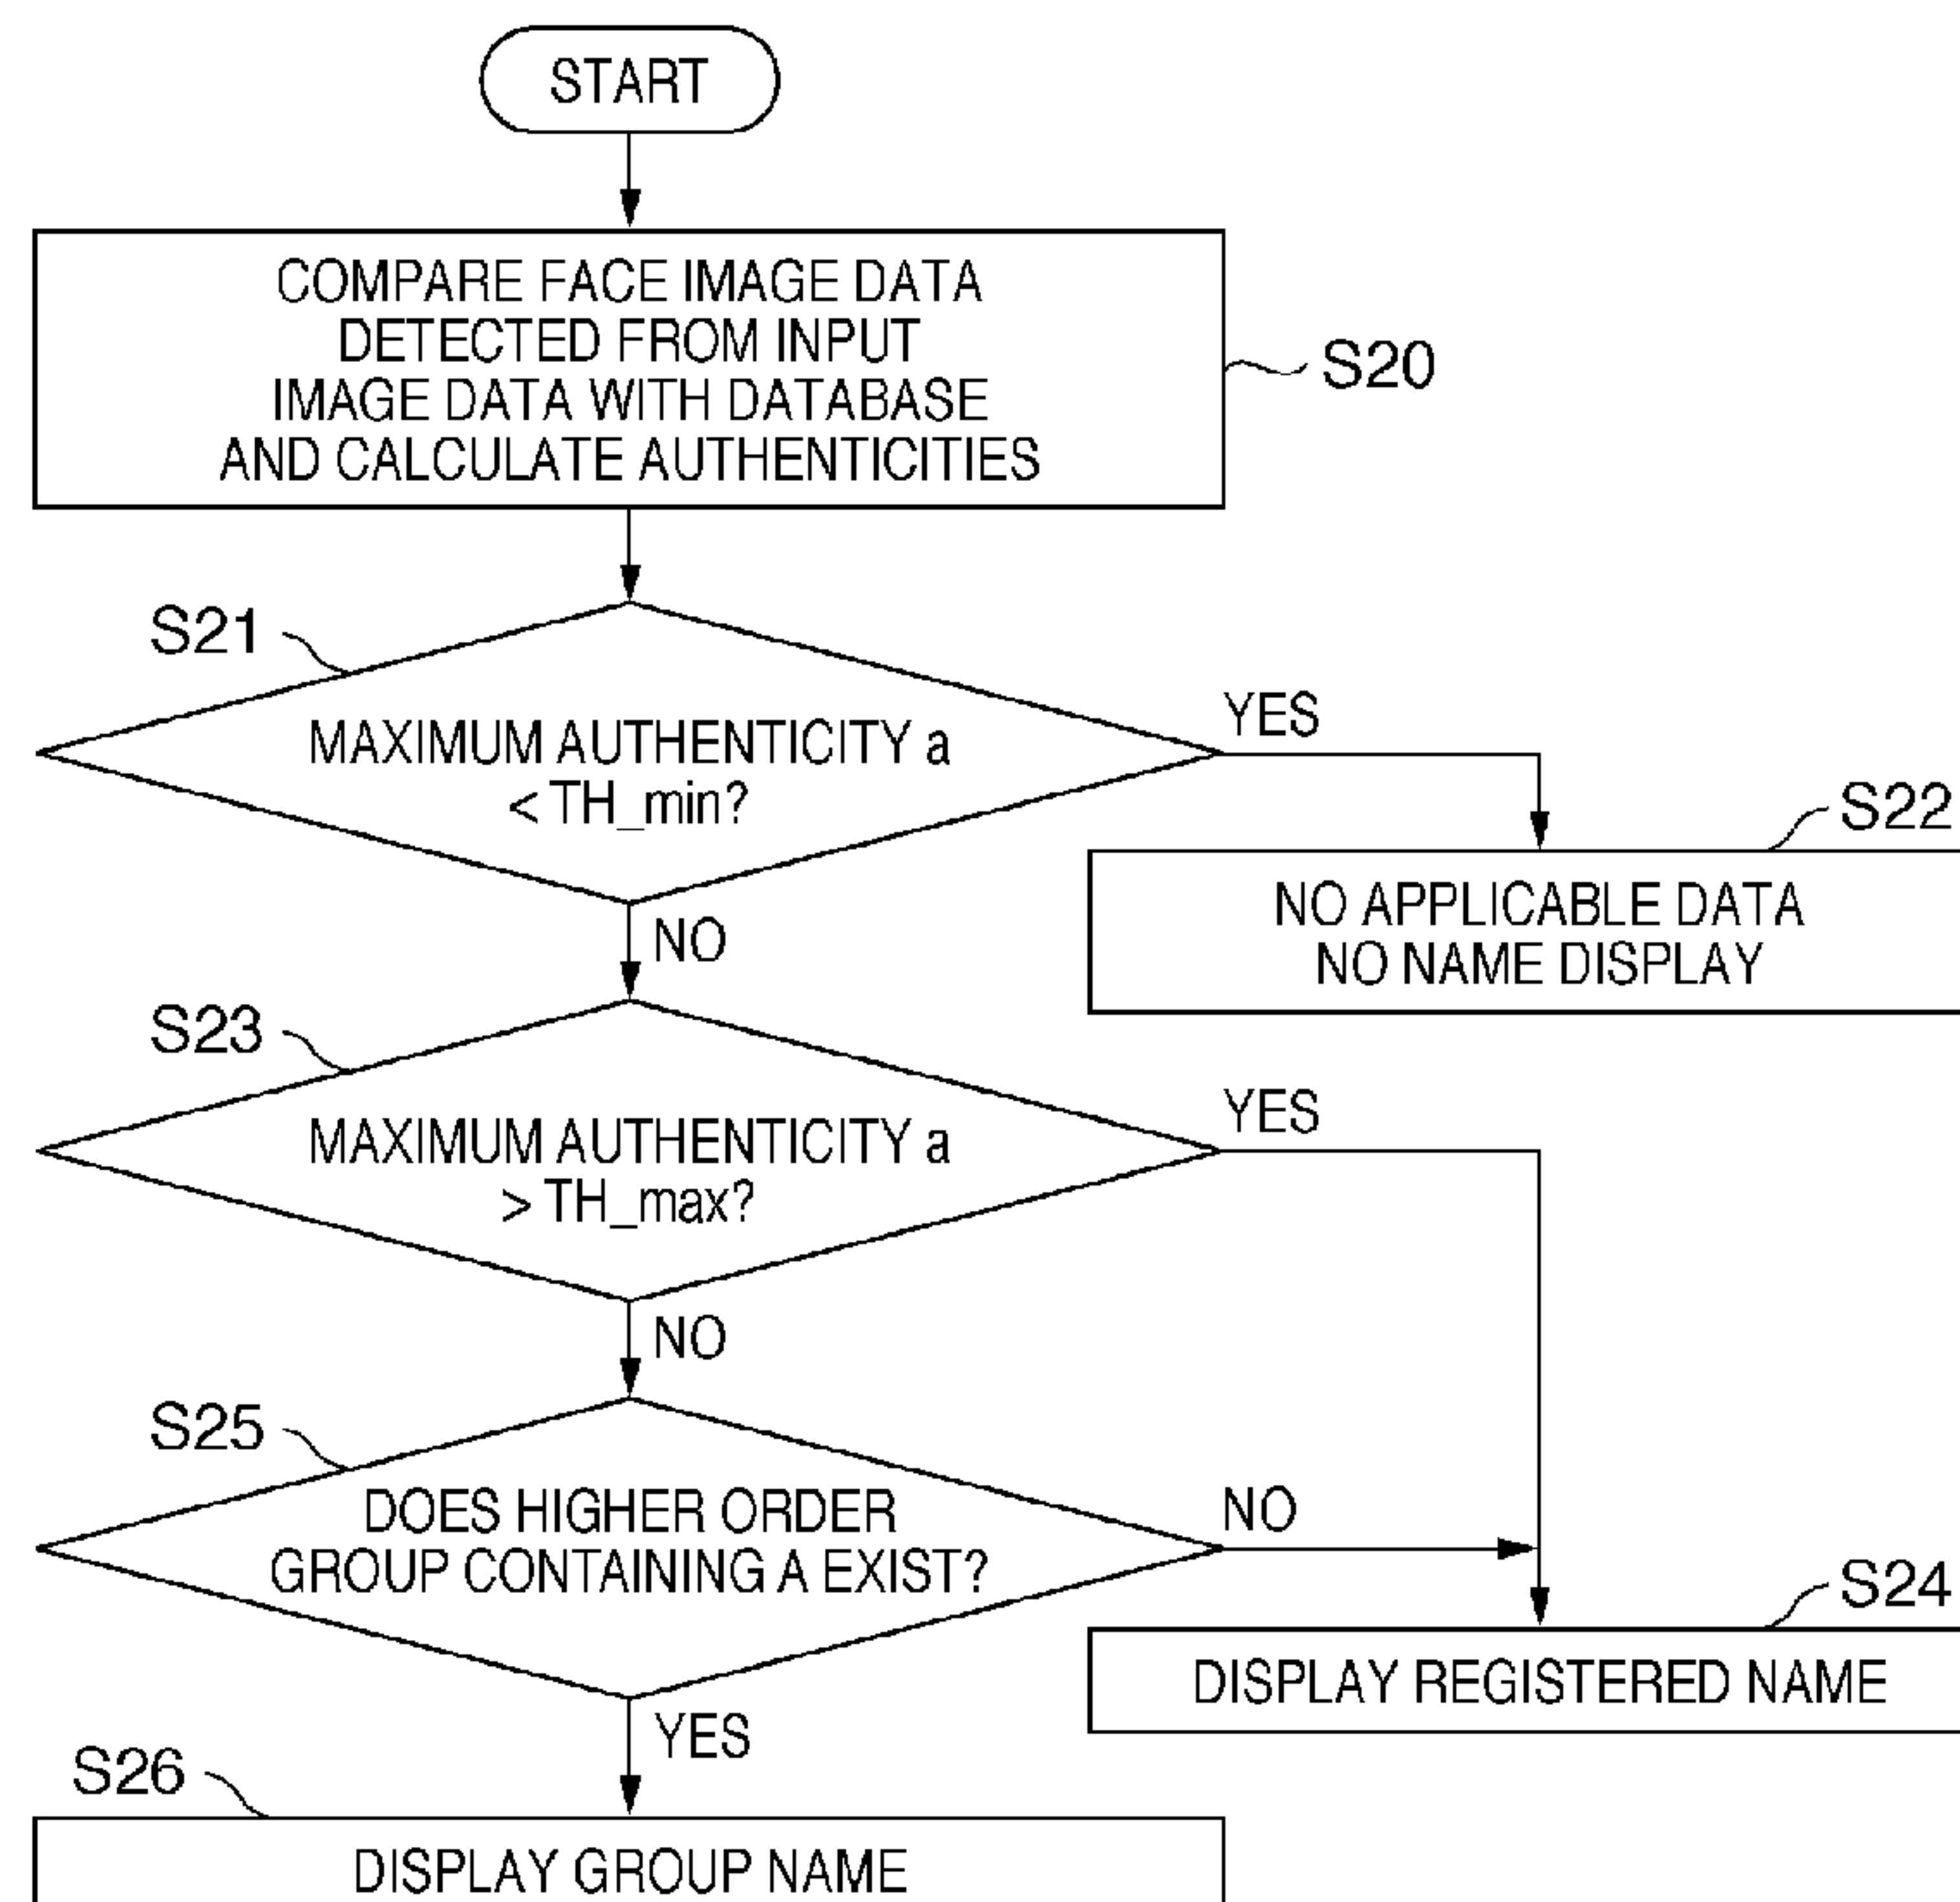 START
COMPARE FACE IMAGE DATA
DETECTED FROM INPUT
IMAGE DATA WITH DATABASE
AND CALCULATE AUTHENTICITIES
S20
S21
MAXIMUM AUTHENTICITY a
< TH_min?
YES
S22
NO APPLICABLE DATA
NO NAME DISPLAY
NO
S23
MAXIMUM AUTHENTICITY a
> TH_max?
YES
NO
S25
DOES HIGHER ORDER
GROUP CONTAINING A EXIST?
NO
S24
DISPLAY REGISTERED NAME
YES
S26
DISPLAY GROUP NAME